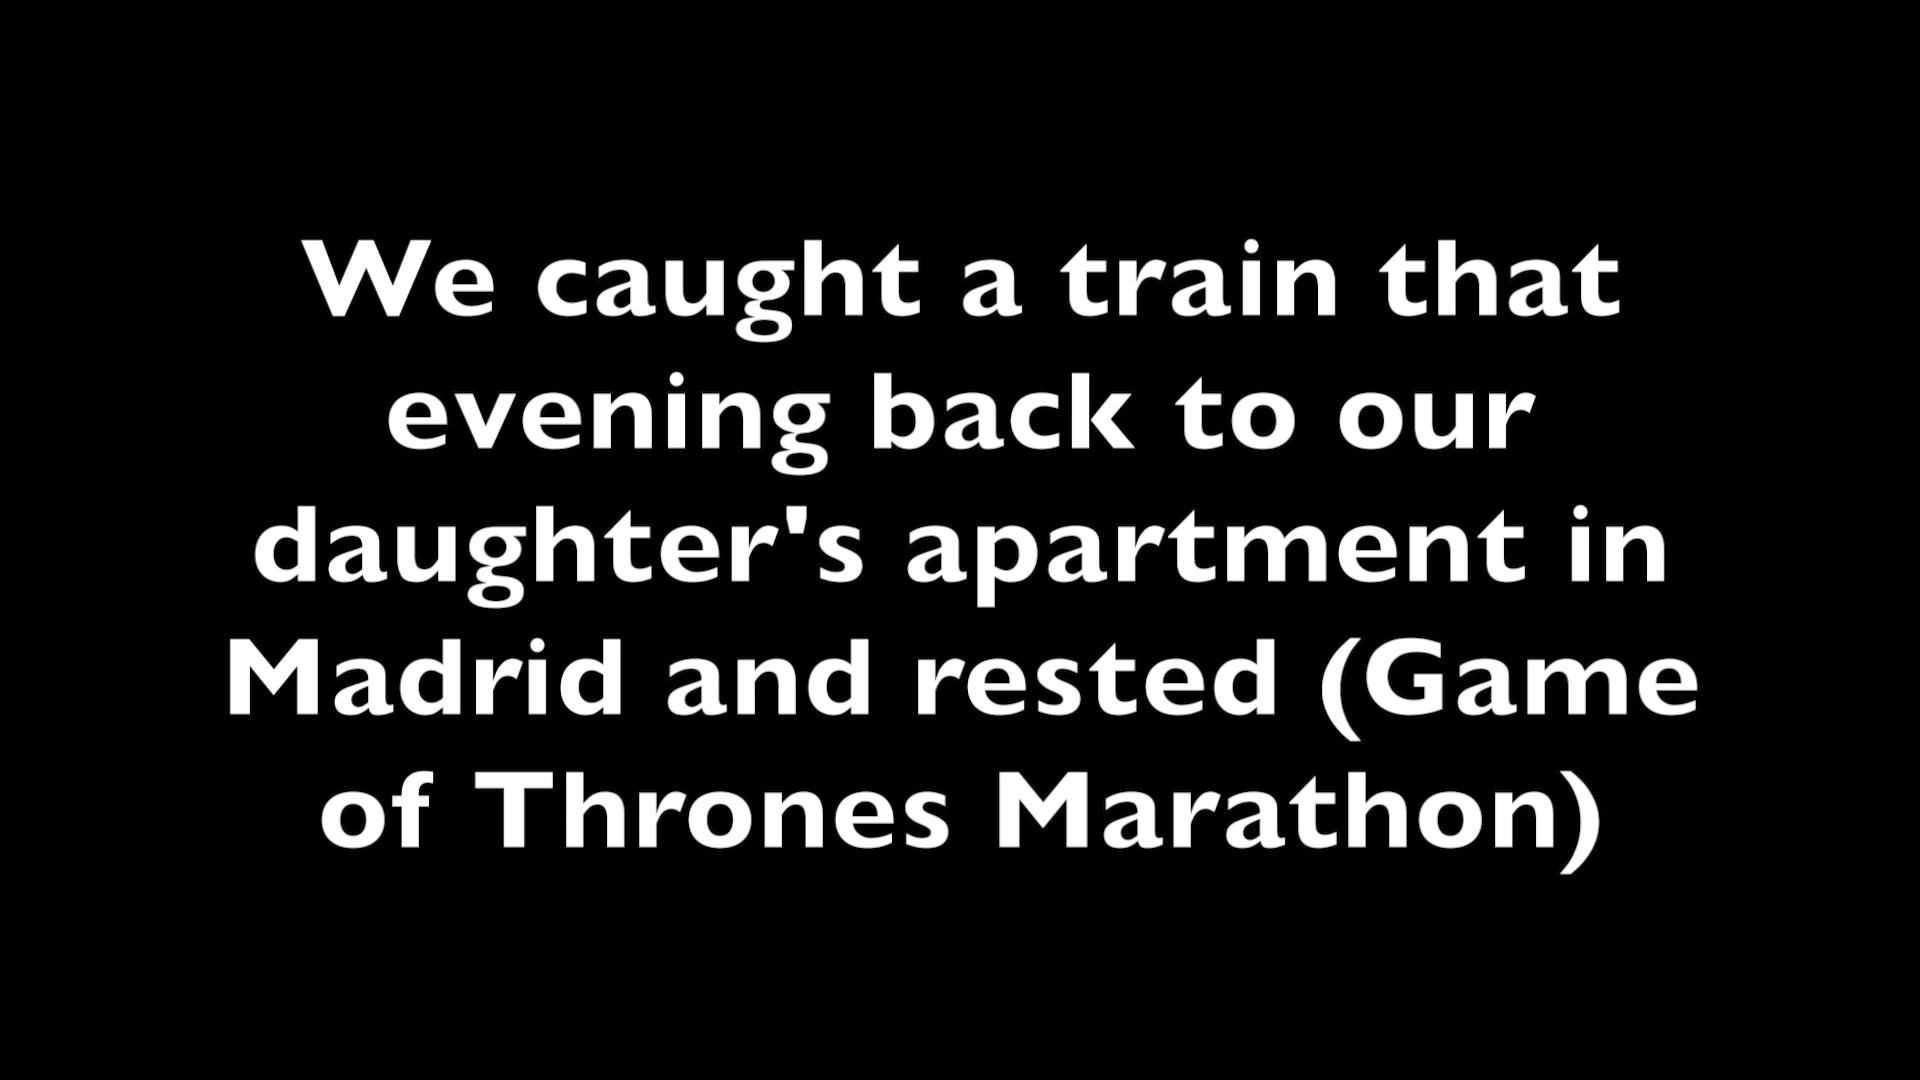 We caught a train that
evening back to our
daughter's apartment in
Madrid and rested (Game
of Thrones Marathon)